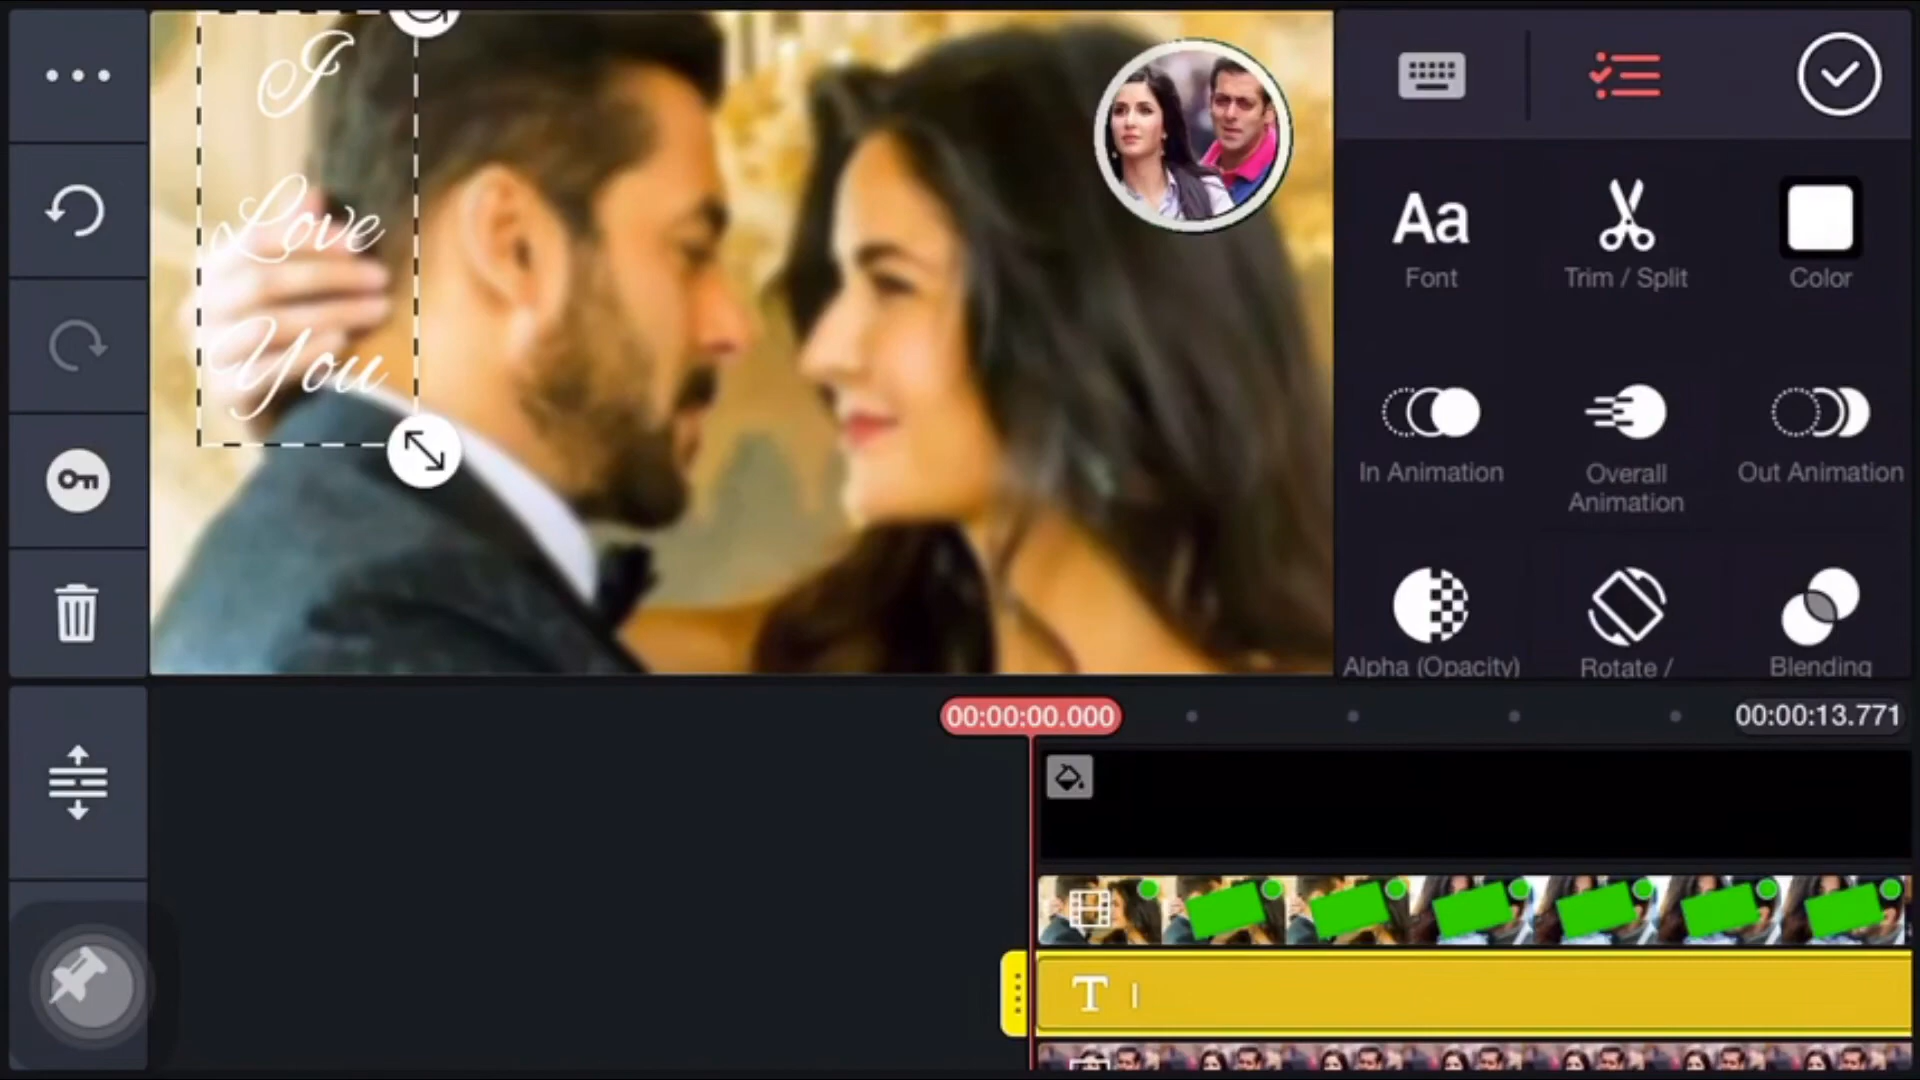 I
Love
You
Aa
Font
Trim / Split
Color
In Animation
Overall
Animation
Out Animation
Alpha (Opacity)
Rotate /
Blending
00:00:00.000
00:00:13.771
T I